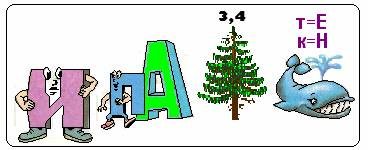 3,4
т=Е
к=Н
И п А